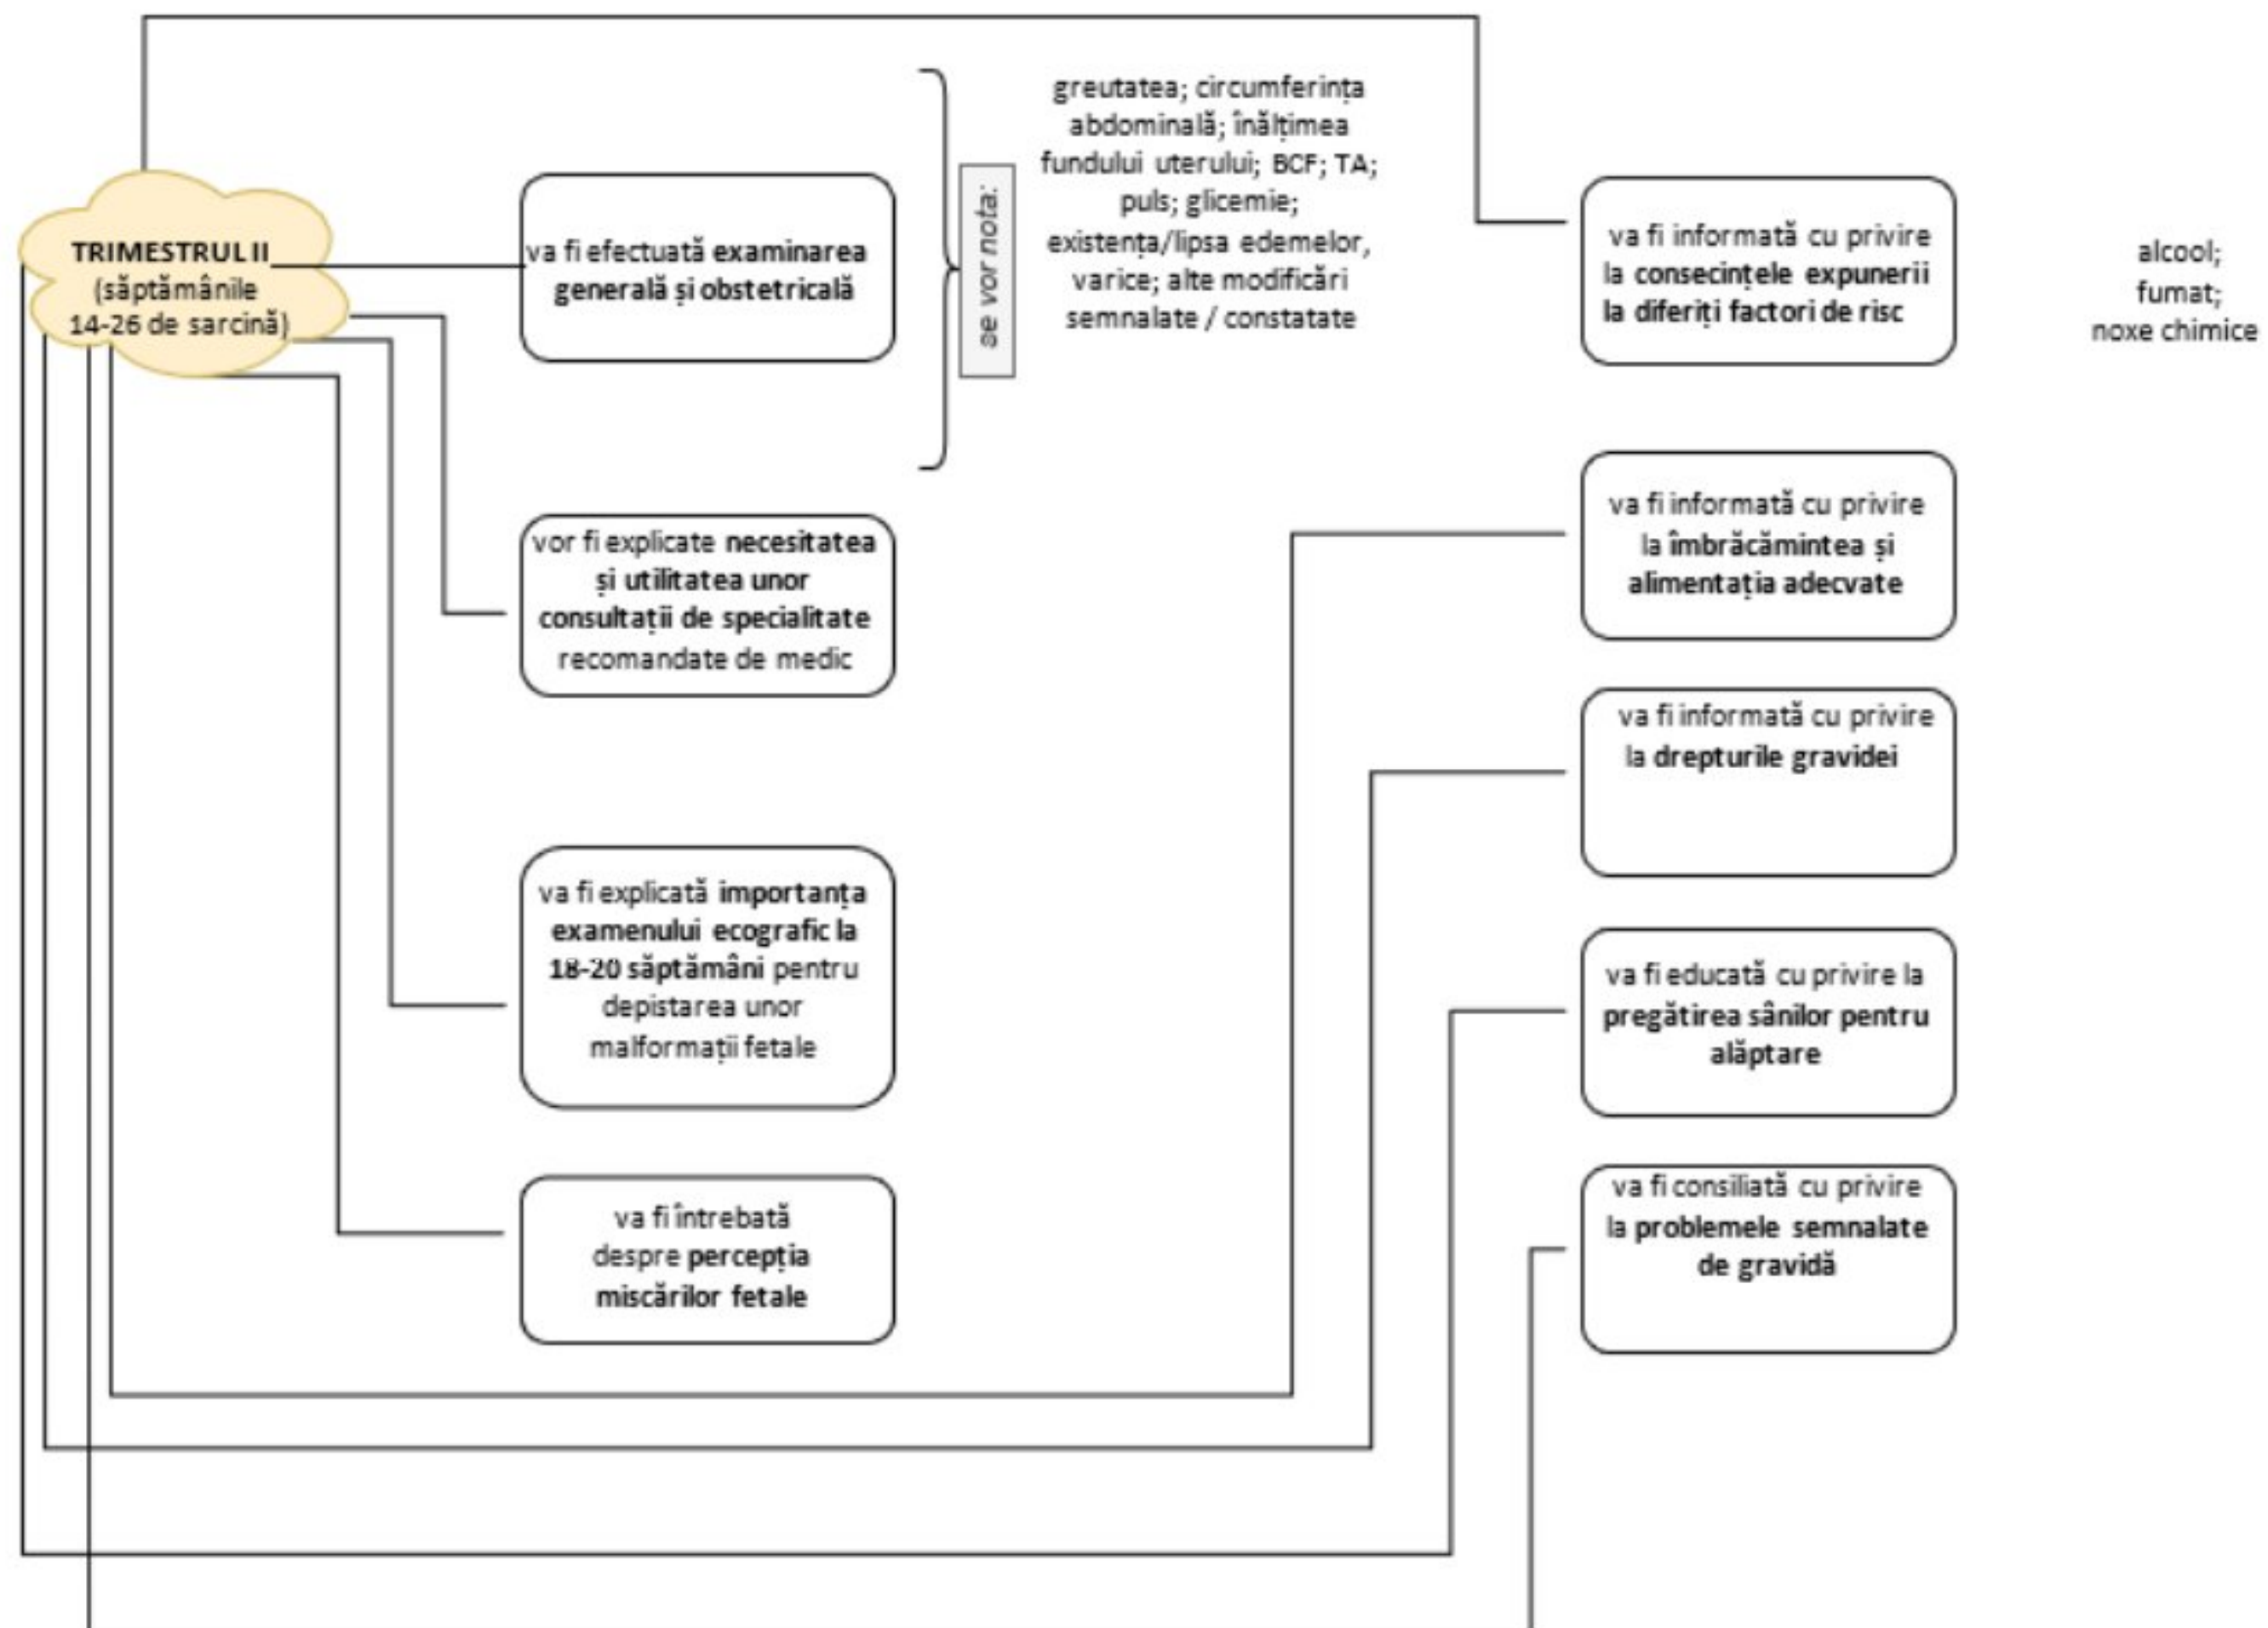 TRIMESTRUL II
(săptămânile
14-26 de sarcină)
va fi efectuată examinarea
generală și obstetricală
se vor nota:
greutatea; circumferința
abdominală; înălțimea
fundului uterului; BCF; TA;
puls; glicemie;
existența/lipsa edemelor,
varice; alte modificări
semnalate / constatate
vor fi explicate necesitatea
și utilitatea unor
consultații de specialitate
recomandate de medic
va fi explicată importanța
examenului ecografic la
18-20 săptămâni pentru
depistarea unor
malformații fetale
va fi întrebată
despre percepția
miscărilor fetale
va fi informată cu privire
la consecințele expunerii
la diferiți factori de risc
alcool;
fumat;
noxe chimice
va fi informată cu privire
la îmbrăcămintea și
alimentația adecvate
va fi informată cu privire
la drepturile gravidei
va fi educată cu privire la
pregătirea sânilor pentru
alăptare
va fi consiliată cu privire
la problemele semnalate
de gravidă